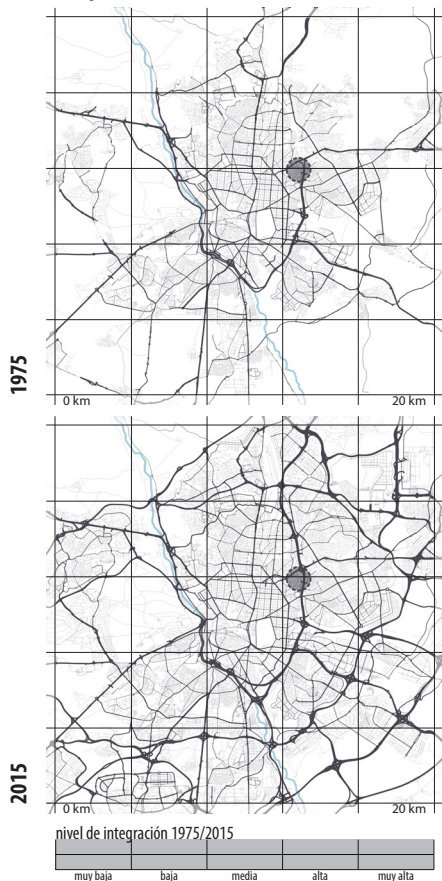 1975
0 km 20 km
2015
0 km 20 km
nivel de integración 1975/2015
muy baja baja media alta muy alta